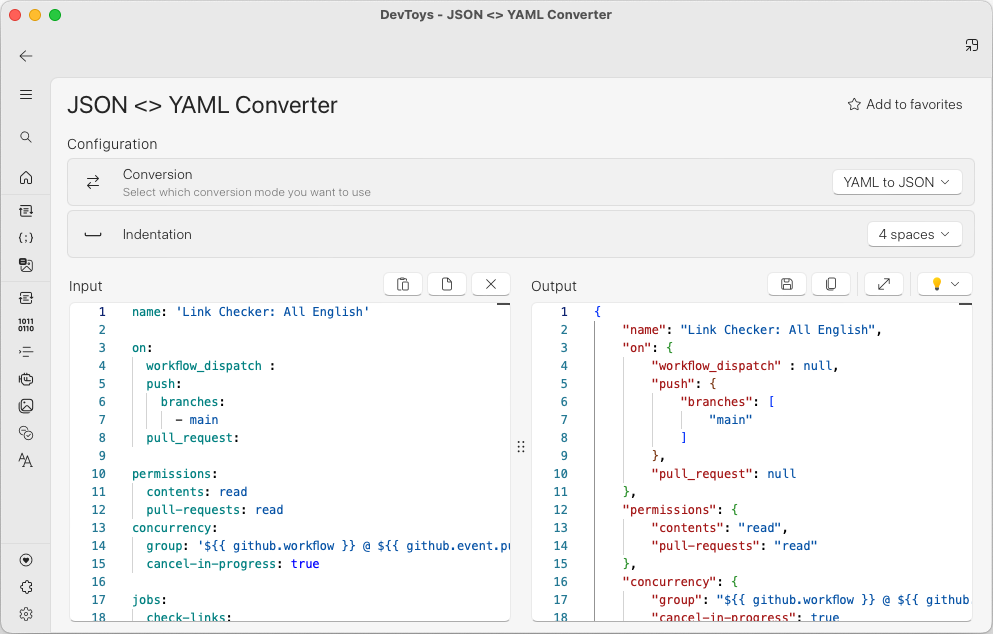 DevToys - JSON <> YAML Converter
JSON <> YAML Converter
Add to favorites
Configuration
Conversion
Select which conversion mode you want to use
YAML to JSON
Indentation
4 spaces
Input
1 name: 'Link Checker: All English'
2
3 on:
4 workflow_dispatch :
5 push:
6 branches:
7 - main
8 pull_request:
9
10 permissions:
11 contents: read
12 pull-requests: read
13 concurrency:
14 group: '${{ github.workflow }} @ ${{ github.event.pu
15 cancel-in-progress: true
16
17 jobs:
18 check-links:
Output
1 {
2 "name": "Link Checker: All English",
3 "on": {
4 "workflow_dispatch" : null,
5 "push": {
6 "branches": [
7 "main"
8 ]
9 },
10 "pull_request": null
11 },
12 "permissions": {
13 "contents": "read",
14 "pull-requests": "read"
15 },
16 "concurrency": {
17 "group": "${{ github.workflow }} @ ${{ github
18 "cancel-in-progress": true